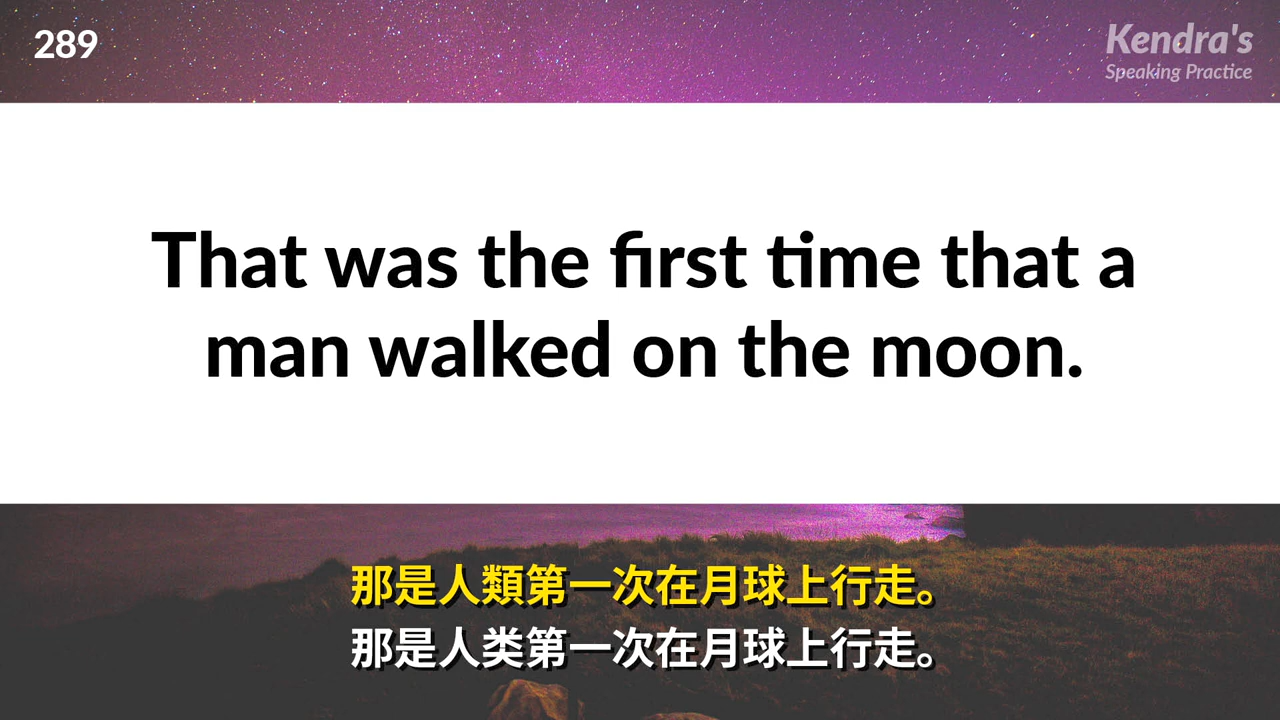 289
Kendra's
Speaking Practice
That was the first time that a
man walked on the moon.
那是人類第一次在月球上行走。
那是人类第一次在月球上行走。